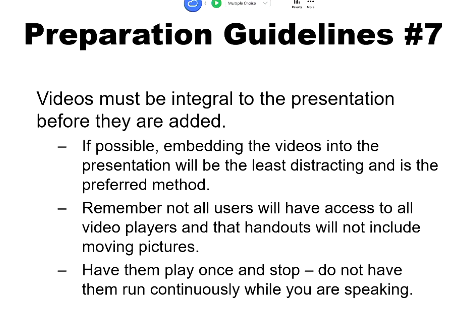 Multiple Choice
Preparation Guidelines #7
Videos must be integral to the presentation
before they are added.
– If possible, embedding the videos into the
presentation will be the least distracting and is the
preferred method.
– Remember not all users will have access to all
video players and that handouts will not include
moving pictures.
– Have them play once and stop – do not have
them run continuously while you are speaking.